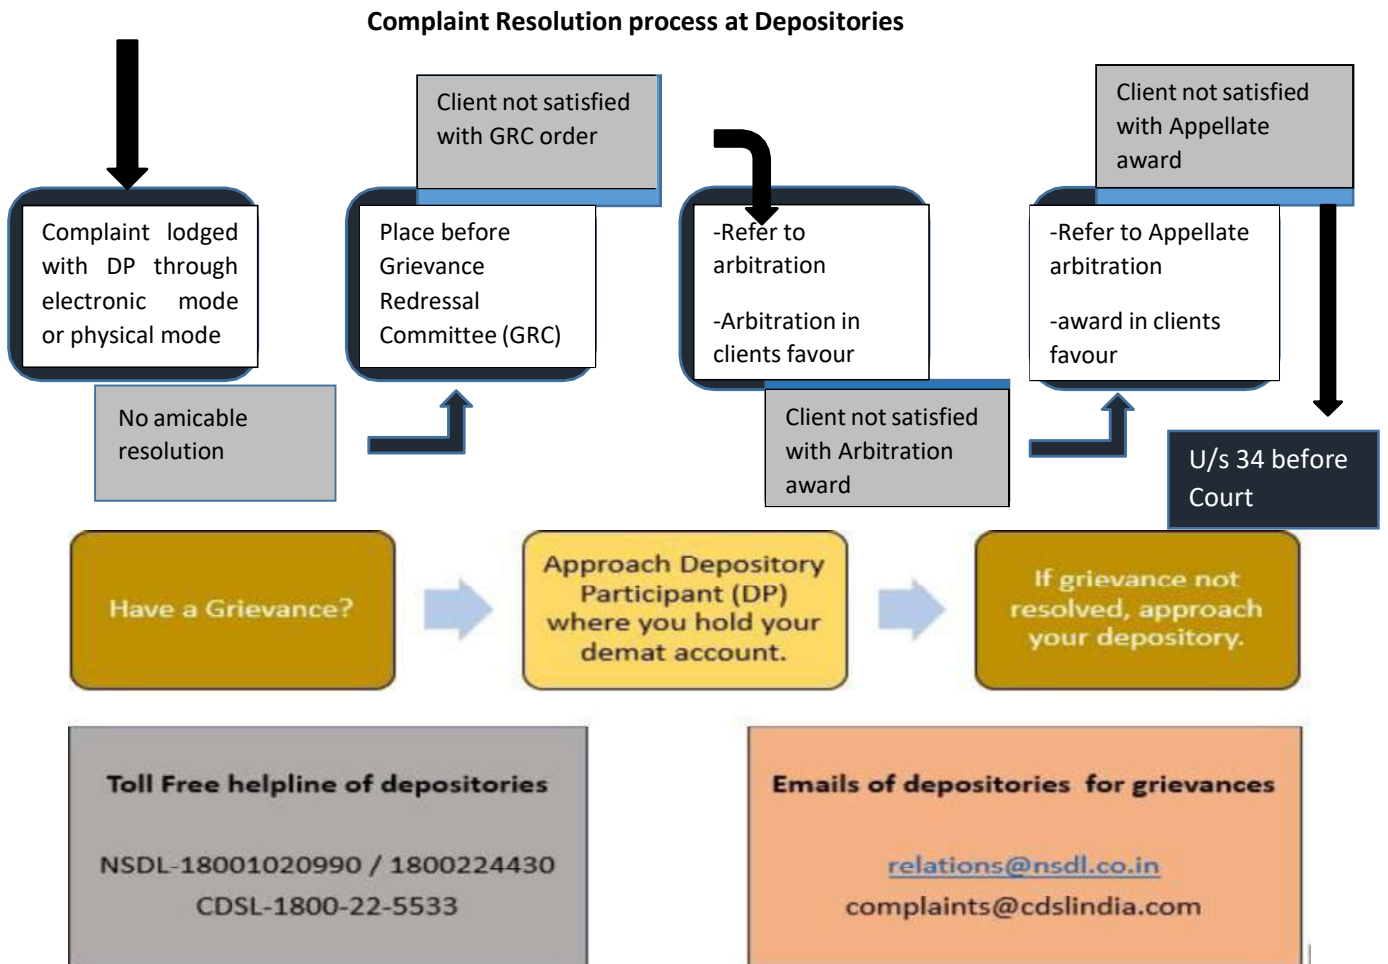 Complaint Resolution process at Depositories
Complaint lodged
with DP through
electronic mode
or physical mode
No amicable
resolution
Place before
Grievance
Redressal
Committee (GRC)
Client not satisfied
with GRC order
-Refer to
arbitration
-Arbitration in
clients favour
Client not satisfied
with Arbitration
award
-Refer to Appellate
arbitration
-award in clients
favour
Client not satisfied
with Appellate
award
U/s 34 before
Court
Have a Grievance?
Approach Depository
Participant (DP)
where you hold your
demat account.
If grievance not
resolved, approach
your depository.
Toll Free helpline of depositories
NSDL-18001020990 / 1800224430
CDSL-1800-22-5533
Emails of depositories for grievances
relations@nsdl.co.in
complaints@cdslindia.com